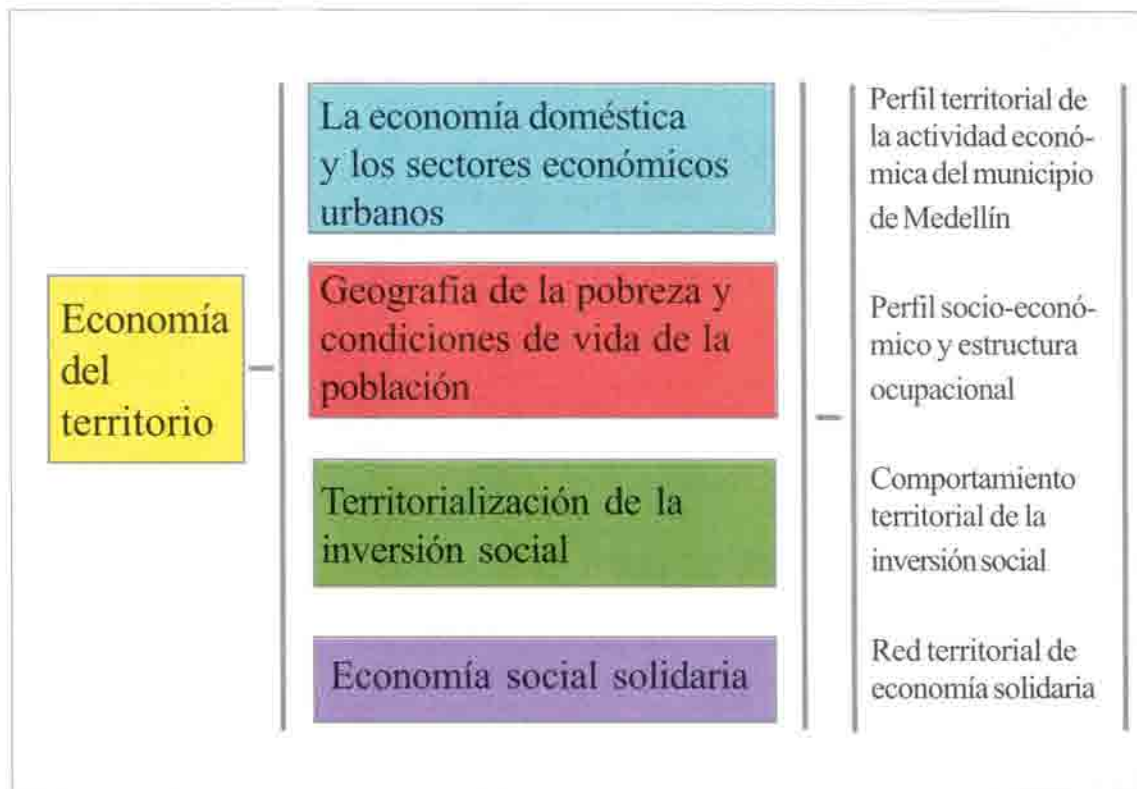 Economía
del
territorio
La economía doméstica
y los sectores económicos
urbanos
Geografia de la pobreza y
condiciones de vida de la
población
Territorialización de la
inversión social
Economía social solidaria
Perfil territorial de
la actividad econó-
mica del municipio
de Medellín
Perfil socio-econó-
mico y estructura
ocupacional
Comportamiento
territorial de la
inversión social
Red territorial de
economía solidaria